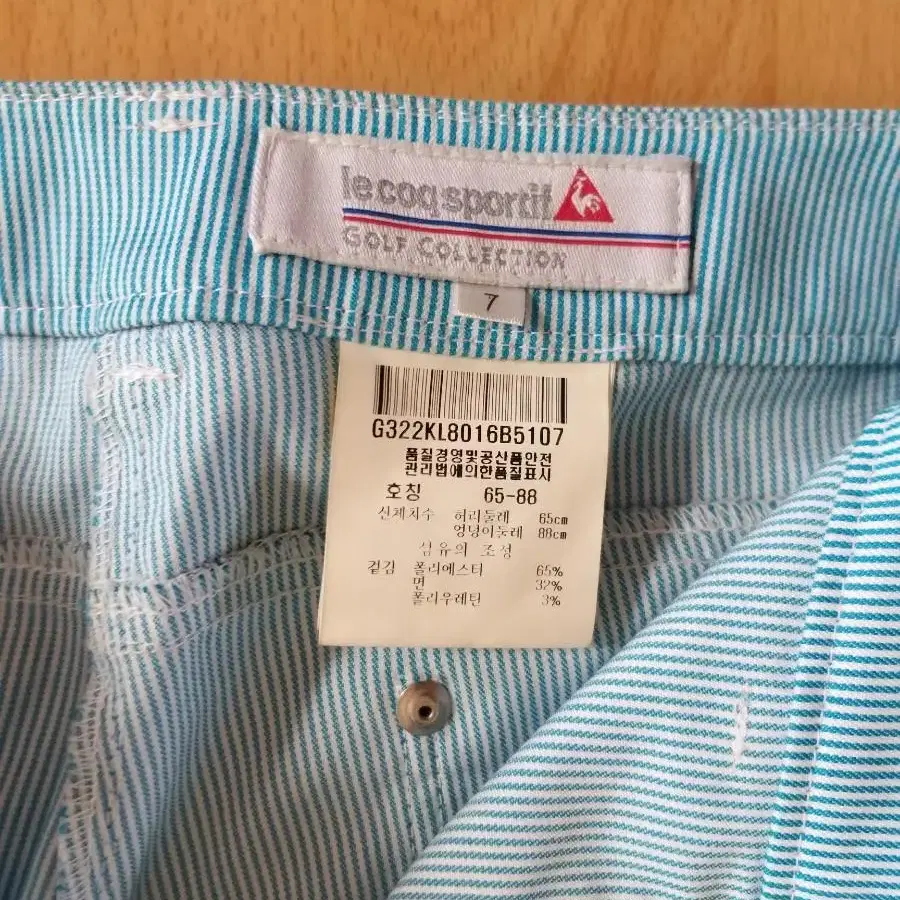 le coq sportif
GOLF COLLECTION
7
G322KL8016B5107
품질경영및공산품안전
관리법에의한품질표시
호칭 65-88
신체치수 허리둘레 65cm
엉덩이둘레 88cm
섬유의 조성
겉감 폴리에스터 65%
면 32%
폴리우레탄 3%